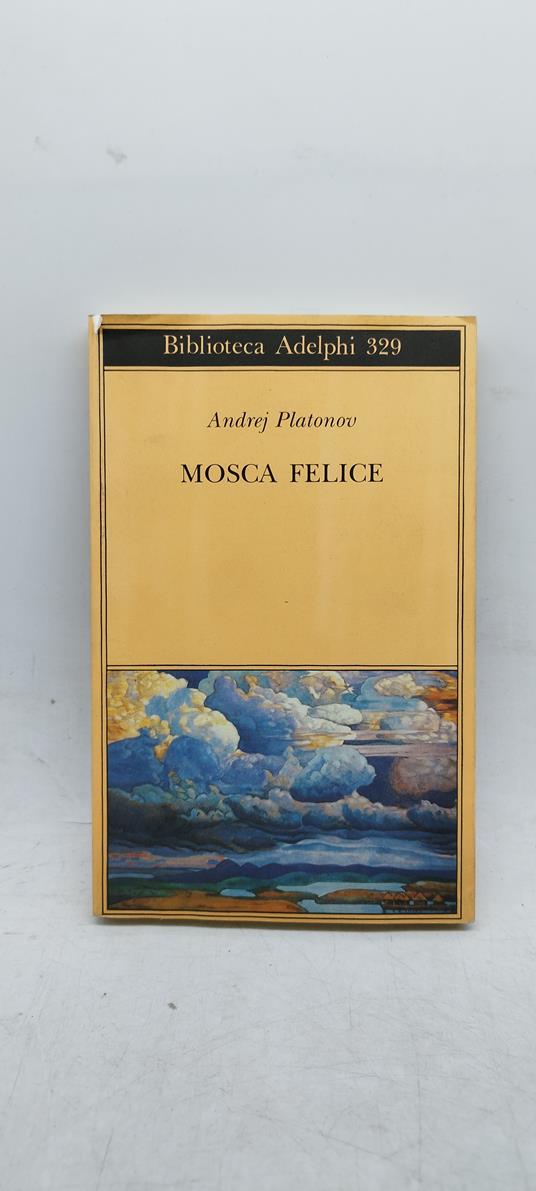 Biblioteca Adelphi 329
Andrej Platonov
MOSCA FELICE